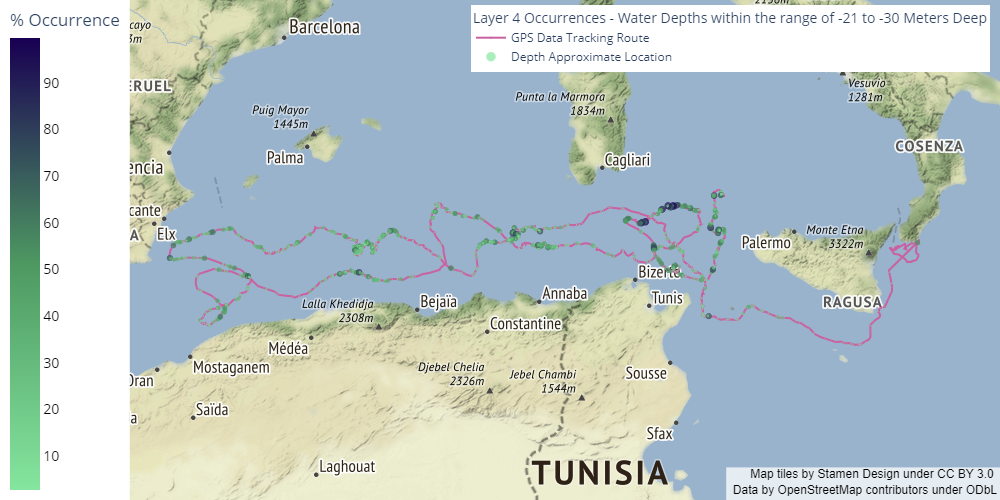 % Occurrence
90
80
70
60
50
40
30
20
10
Layer 4 Occurrences - Water Depths within the range of -21 to -30 Meters Deep
GPS Data Tracking Route
Depth Approximate Location
Barcelona
cayo
3m
ERUEL
Puig Mayor
1445m
Palma
encia
cante
Elx
A
Punta la Marmora
1834m
Cagliari
Vesuvio
1281m
COSENZA
Palermo
Monte Etna
3322m
RAGUSA
Bizerte
Tunis
Lalla Khedidja
2308m
Bejaïa
Annaba
Constantine
Médéa
Mostaganem
Oran
Djebel Chelia
2326m
Jebel Chambi
1544m
Sousse
a
Saïda
Sfax
Laghouat
TUNISIA
Map tiles by Stamen Design under CC BY 3.0
Data by OpenStreetMap contributors under ODbL